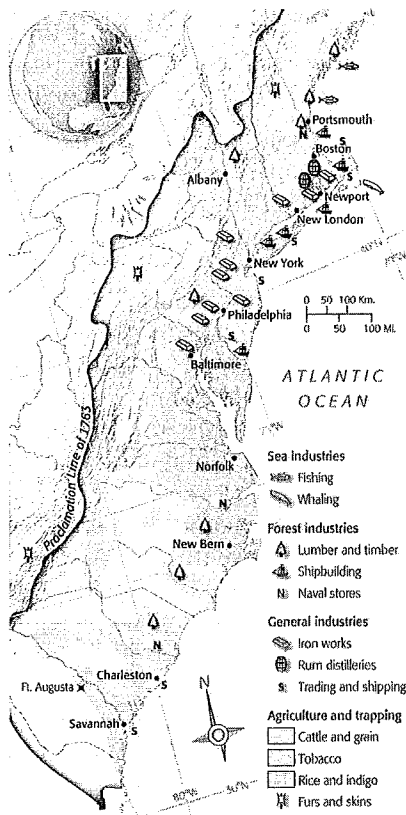 Portsmouth
N
S
Boston
S
Albany
Newport
S
New London
S
40°N
New York
S
0 50 100 Km.
0 50 100 Mi.
Philadelphia
S
Baltimore
ATLANTIC
OCEAN
Proclamation Line of 1763
Norfolk
N
New Bern
N
Charleston
S
Ft. Augusta
Savannah
S
N
80°W
30°N
Sea industries
Fishing
Whaling
Forest industries
Lumber and timber
Shipbuilding
N Naval stores
General industries
Iron works
Rum distilleries
S Trading and shipping
Agriculture and trapping
Cattle and grain
Tobacco
Rice and indigo
Furs and skins